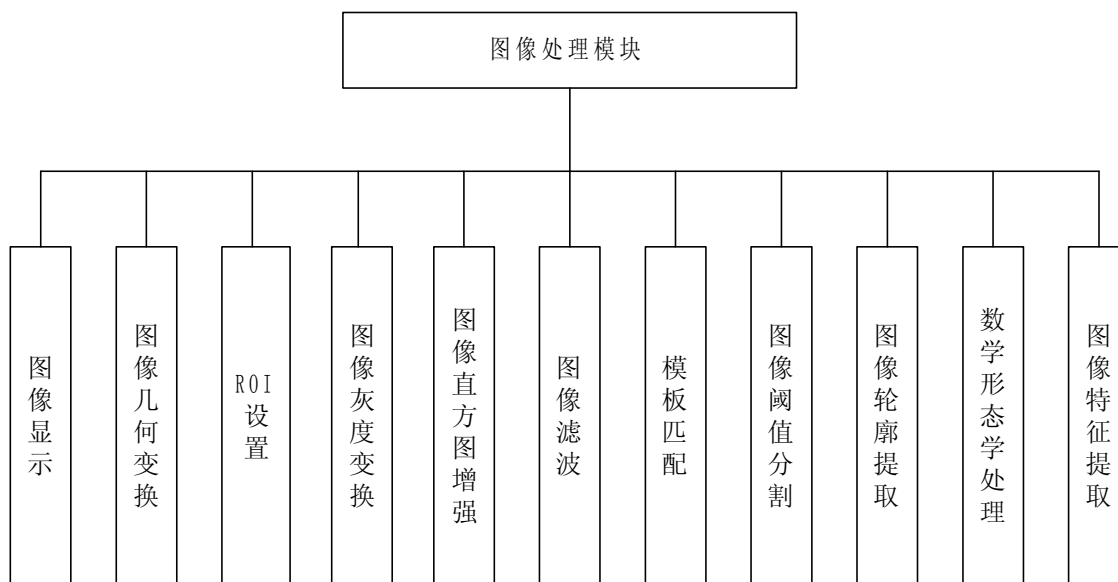 图像处理模块
图像显示
图像几何变换
ROI
设置
图像灰度变换
图像直方图增强
图像滤波
模板匹配
图像阈值分割
图像轮廓提取
数学形态学处理
图像特征提取